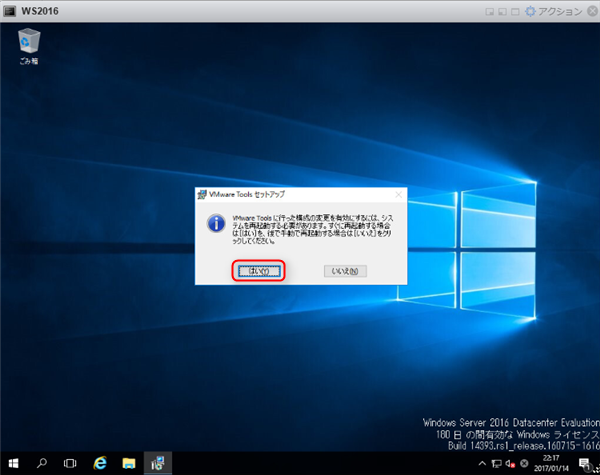 WS2016
アクション
ごみ箱
VMware Tools セットアップ
VMware Tools に行った構成の変更を有効にするには、シス
テムを再起動する必要があります。すぐに再起動する場合
は [はい] を、後で手動で再起動する場合は [いいえ] をクリ
ックしてください。
はい(Y)
いいえ(N)
Windows Server 2016 Datacenter Evaluation
180 日 の間有効な Windows ライセンス
Build 14393.rs1_release.160715-1616
22:17
2017/01/14